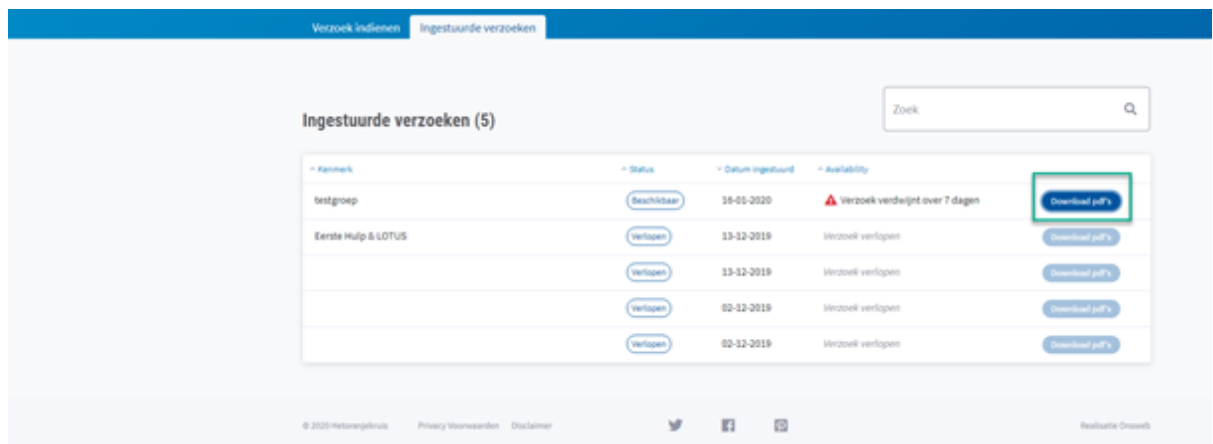 Verzoek indienen Ingestuurde verzoeken
Ingestuurde verzoeken (5)
Zoek
Kenmerk Status Datum ingestuurd Availability
testgroep Beschikbaar 16-01-2020 Verzoek verdwijnt over 7 dagen Download pdf's
Eerste Hulp & LOTUS Verlopen 13-12-2019 Verzoek verlopen Download pdf's
Verlopen 13-12-2019 Verzoek verlopen Download pdf's
Verlopen 02-12-2019 Verzoek verlopen Download pdf's
Verlopen 02-12-2019 Verzoek verlopen Download pdf's
© 2020 Hetoranjekruis Privacy Voorwaarden Disclaimer Realisatie Onsweb